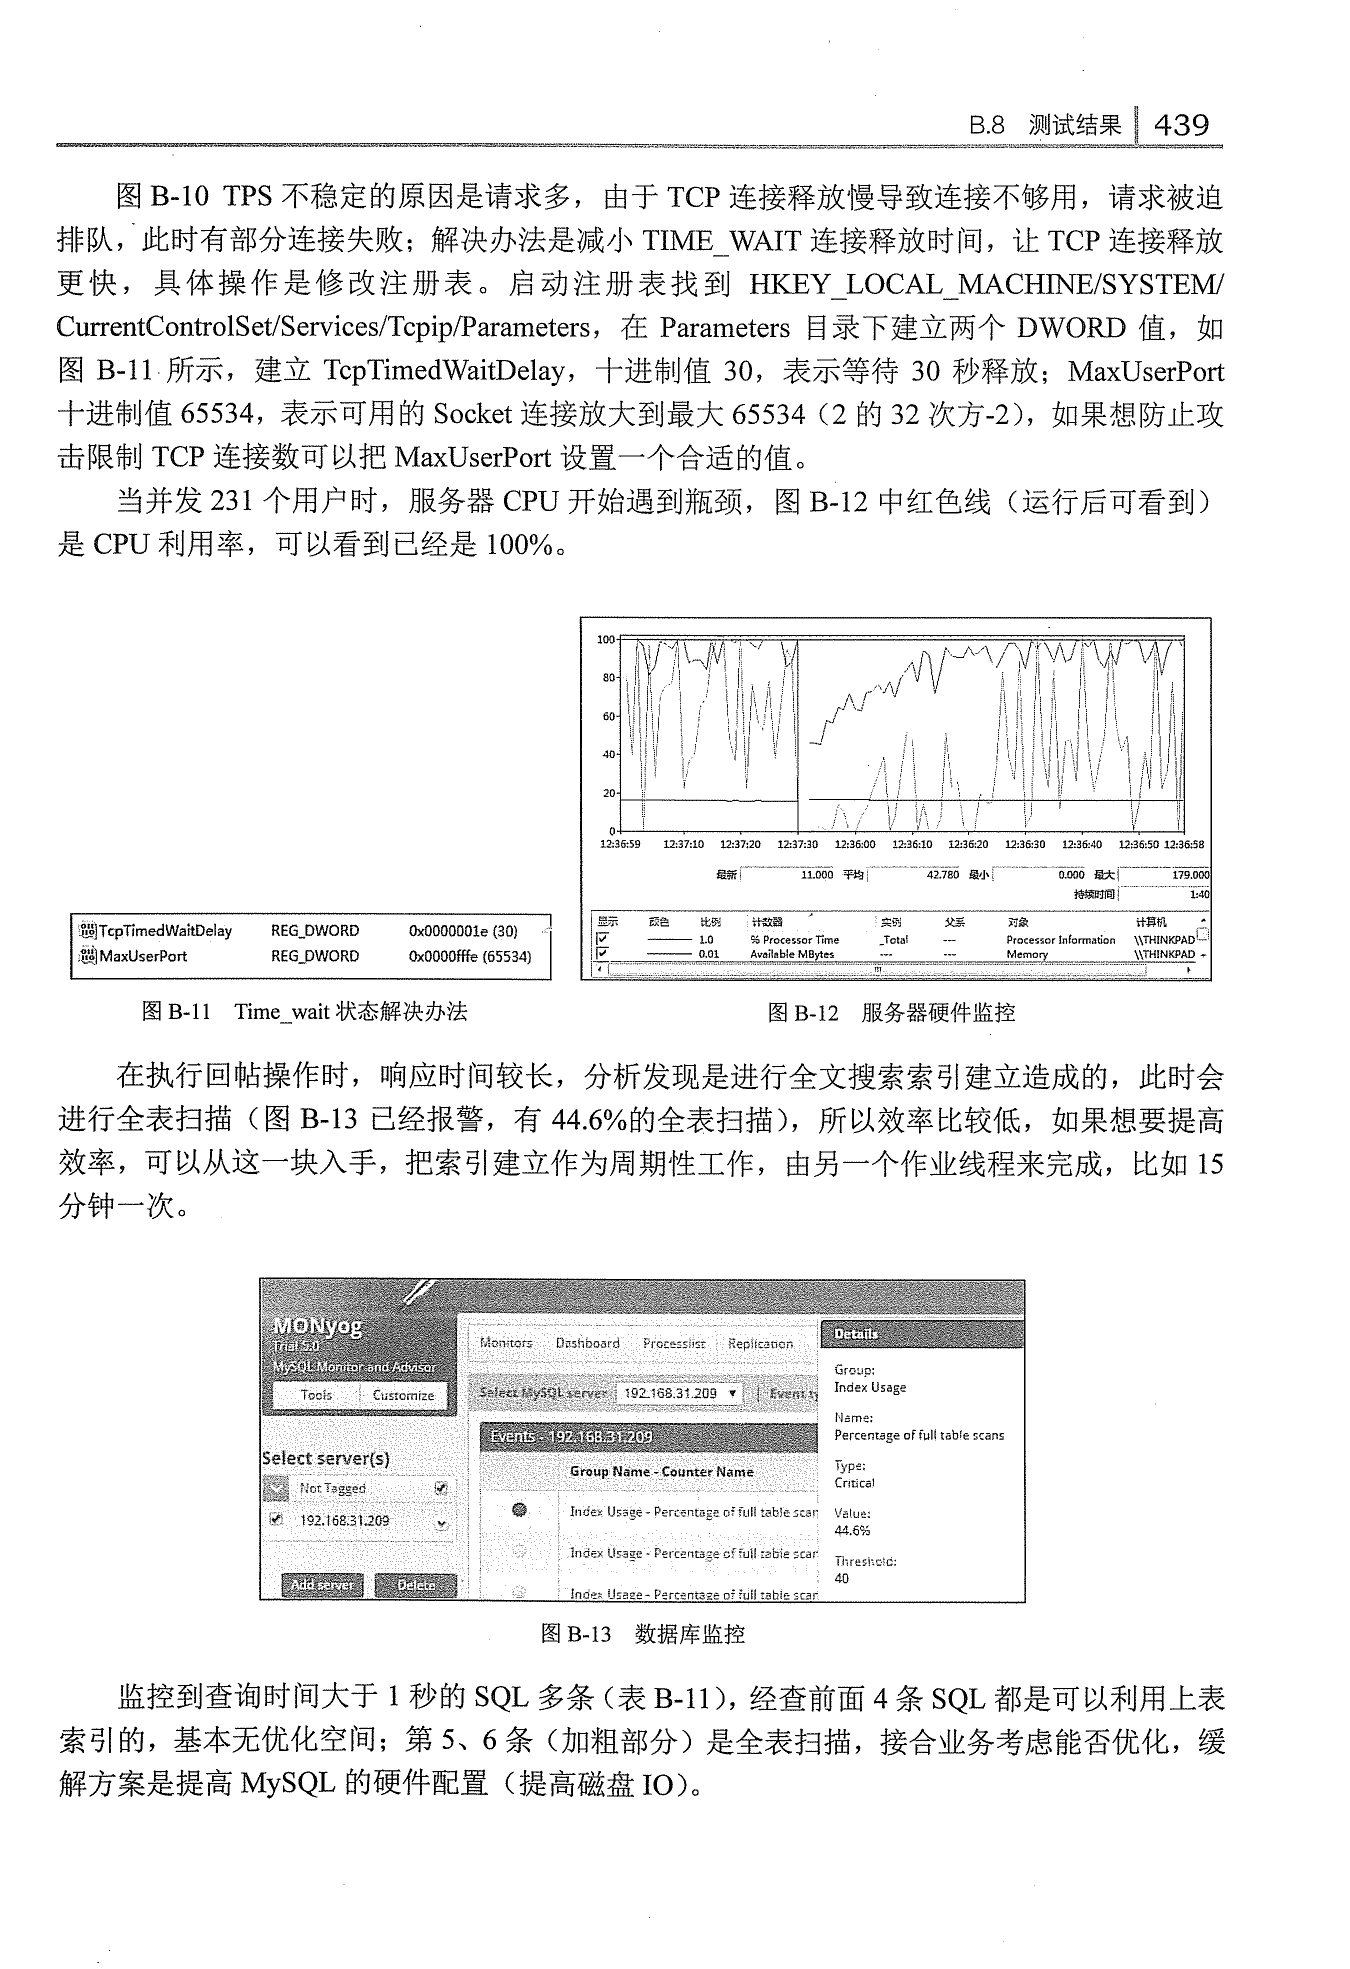 B.8 测试结果 439
图 B-10 TPS 不稳定的原因是请求多，由于 TCP 连接释放慢导致连接不够用，请求被迫
排队，此时有部分连接失败；解决办法是减小 TIME_WAIT 连接释放时间，让 TCP 连接释放
更快，具体操作是修改注册表。启动注册表找到 HKEY_LOCAL_MACHINE/SYSTEM/
CurrentControlSet/Services/Tcpip/Parameters，在 Parameters 目录下建立两个 DWORD 值，如
图 B-11 所示，建立 TcpTimedWaitDelay，十进制值 30，表示等待 30 秒释放；MaxUserPort
十进制值 65534，表示可用的 Socket 连接放大到最大 65534（2 的 32 次方-2），如果想防止攻
击限制 TCP 连接数可以把 MaxUserPort 设置一个合适的值。
当并发 231 个用户时，服务器 CPU 开始遇到瓶颈，图 B-12 中红色线（运行后可看到）
是 CPU 利用率，可以看到已经是 100%。
TcpTimedWaitDelay REG_DWORD 0x0000001e (30)
MaxUserPort REG_DWORD 0x0000fffe (65534)
图 B-11 Time_wait 状态解决办法
100
80
60
40
20
0
12:36:59 12:37:10 12:37:20 12:37:30 12:36:00 12:36:10 12:36:20 12:36:30 12:36:40 12:36:50 12:36:58
最新 11.000 平均 42.780 最小 0.000 最大 179.000
持续时间 1:40
显示 颜色 比例 计数器 实例 父系 对象 计算机
1.0 % Processor Time _Total --- Processor Information \\THINKPAD
0.01 Available MBytes --- --- Memory \\THINKPAD
图 B-12 服务器硬件监控
在执行回帖操作时，响应时间较长，分析发现是进行全文搜索索引建立造成的，此时会
进行全表扫描（图 B-13 已经报警，有 44.6%的全表扫描），所以效率比较低，如果想要提高
效率，可以从这一块入手，把索引建立作为周期性工作，由另一个作业线程来完成，比如 15
分钟一次。
MONyog
Trial 5.0
MySQL Monitor and Advisor
Tools Customize
Select server(s)
Not Tagged
192.168.31.209
Add server Delete
Monitors Dashboard Processlist Replication
Select MySQL server 192.168.31.209 Event ty
Events - 192.168.31.209
Group Name - Counter Name
Index Usage - Percentage of full table scan
Index Usage - Percentage of full table scar
Index Usage - Percentage of full table scar
Details
Group:
Index Usage
Name:
Percentage of full table scans
Type:
Critical
Value:
44.6%
Threshold:
40
图 B-13 数据库监控
监控到查询时间大于 1 秒的 SQL 多条（表 B-11），经查前面 4 条 SQL 都是可以利用上表
索引的，基本无优化空间；第 5、6 条（加粗部分）是全表扫描，接合业务考虑能否优化，缓
解方案是提高 MySQL 的硬件配置（提高磁盘 IO）。